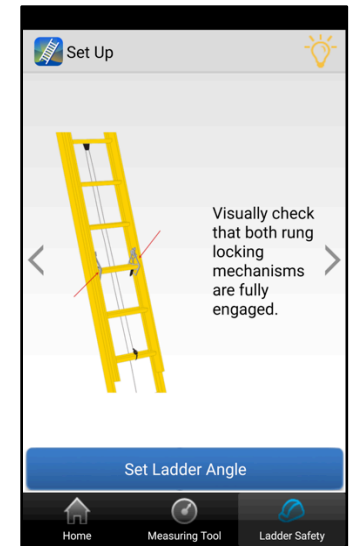 Set Up
Visually check
that both rung
locking
mechanisms
are fully
engaged.
Set Ladder Angle
Home
Measuring Tool
Ladder Safety